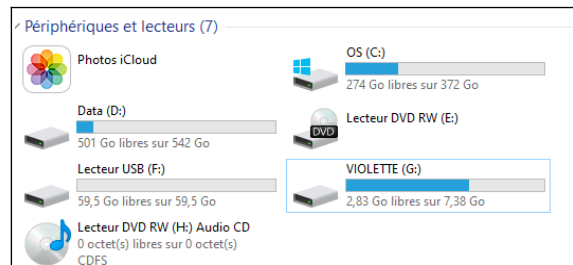 Périphériques et lecteurs (7)
Photos iCloud
OS (C:)
274 Go libres sur 372 Go
Data (D:)
501 Go libres sur 542 Go
Lecteur DVD RW (E:)
DVD
Lecteur USB (F:)
59,5 Go libres sur 59,5 Go
VIOLETTE (G:)
2,83 Go libres sur 7,38 Go
Lecteur DVD RW (H:) Audio CD
0 octet(s) libres sur 0 octet(s)
CDFS